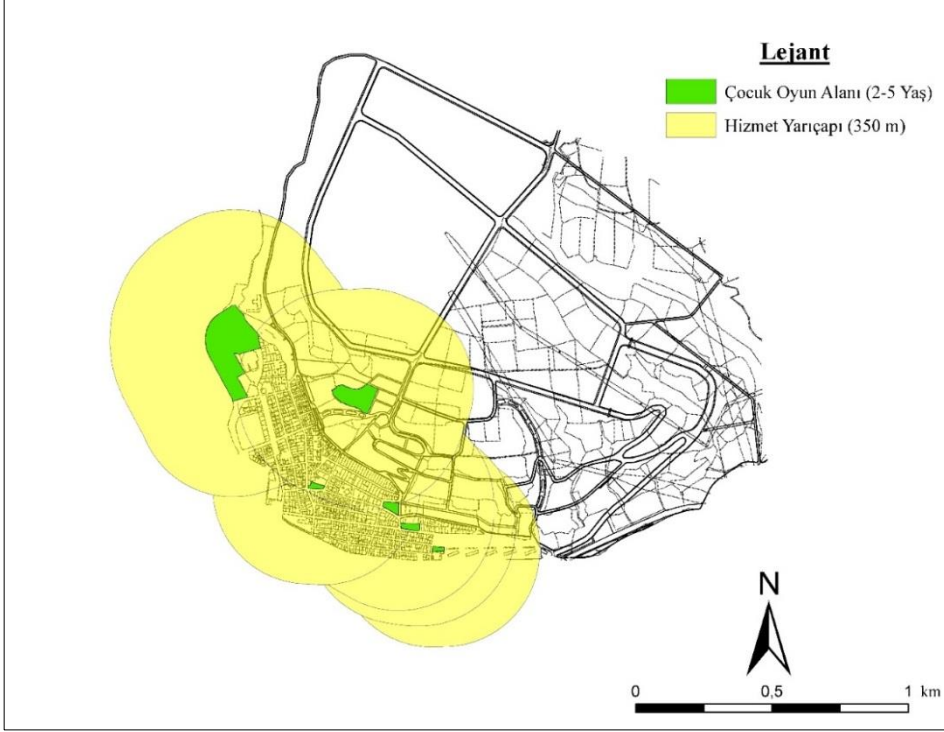 Lejant
Çocuk Oyun Alanı (2-5 Yaş)
Hizmet Yarıçapı (350 m)
N
0 0,5 1 km